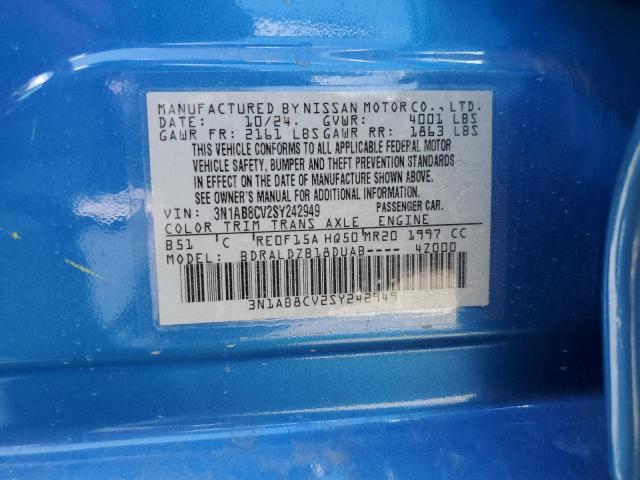 MANUFACTURED BY NISSAN MOTOR CO., LTD.
DATE: 10/24 GVWR: 4001 LBS
GAWR FR: 2161 LBS GAWR RR: 1863 LBS
THIS VEHICLE CONFORMS TO ALL APPLICABLE FEDERAL MOTOR
VEHICLE SAFETY, BUMPER AND THEFT PREVENTION STANDARDS
IN EFFECT ON THE DATE OF MANUFACTURE SHOWN ABOVE.
SEE OWNER'S MANUAL FOR ADDITIONAL INFORMATION.
VIN: 3N1AB8CV2SY242949 PASSENGER CAR.
COLOR TRIM TRANS AXLE ENGINE
B51 C RE0F15A HQ50 MR20 1997 CC
MODEL: BDRALDZB18DUAB---- 4Z000
3N1AB8CV2SY242949